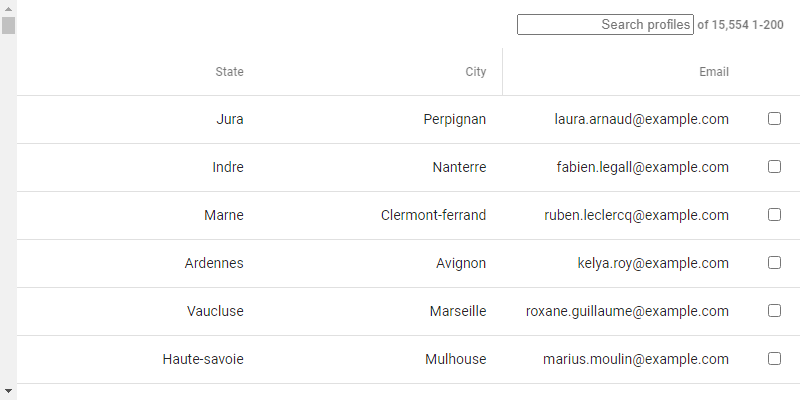 Search profiles of 15,554 1-200
State City Email
Jura Perpignan laura.arnaud@example.com
Indre Nanterre fabien.legall@example.com
Marne Clermont-ferrand ruben.leclercq@example.com
Ardennes Avignon kelya.roy@example.com
Vaucluse Marseille roxane.guillaume@example.com
Haute-savoie Mulhouse marius.moulin@example.com